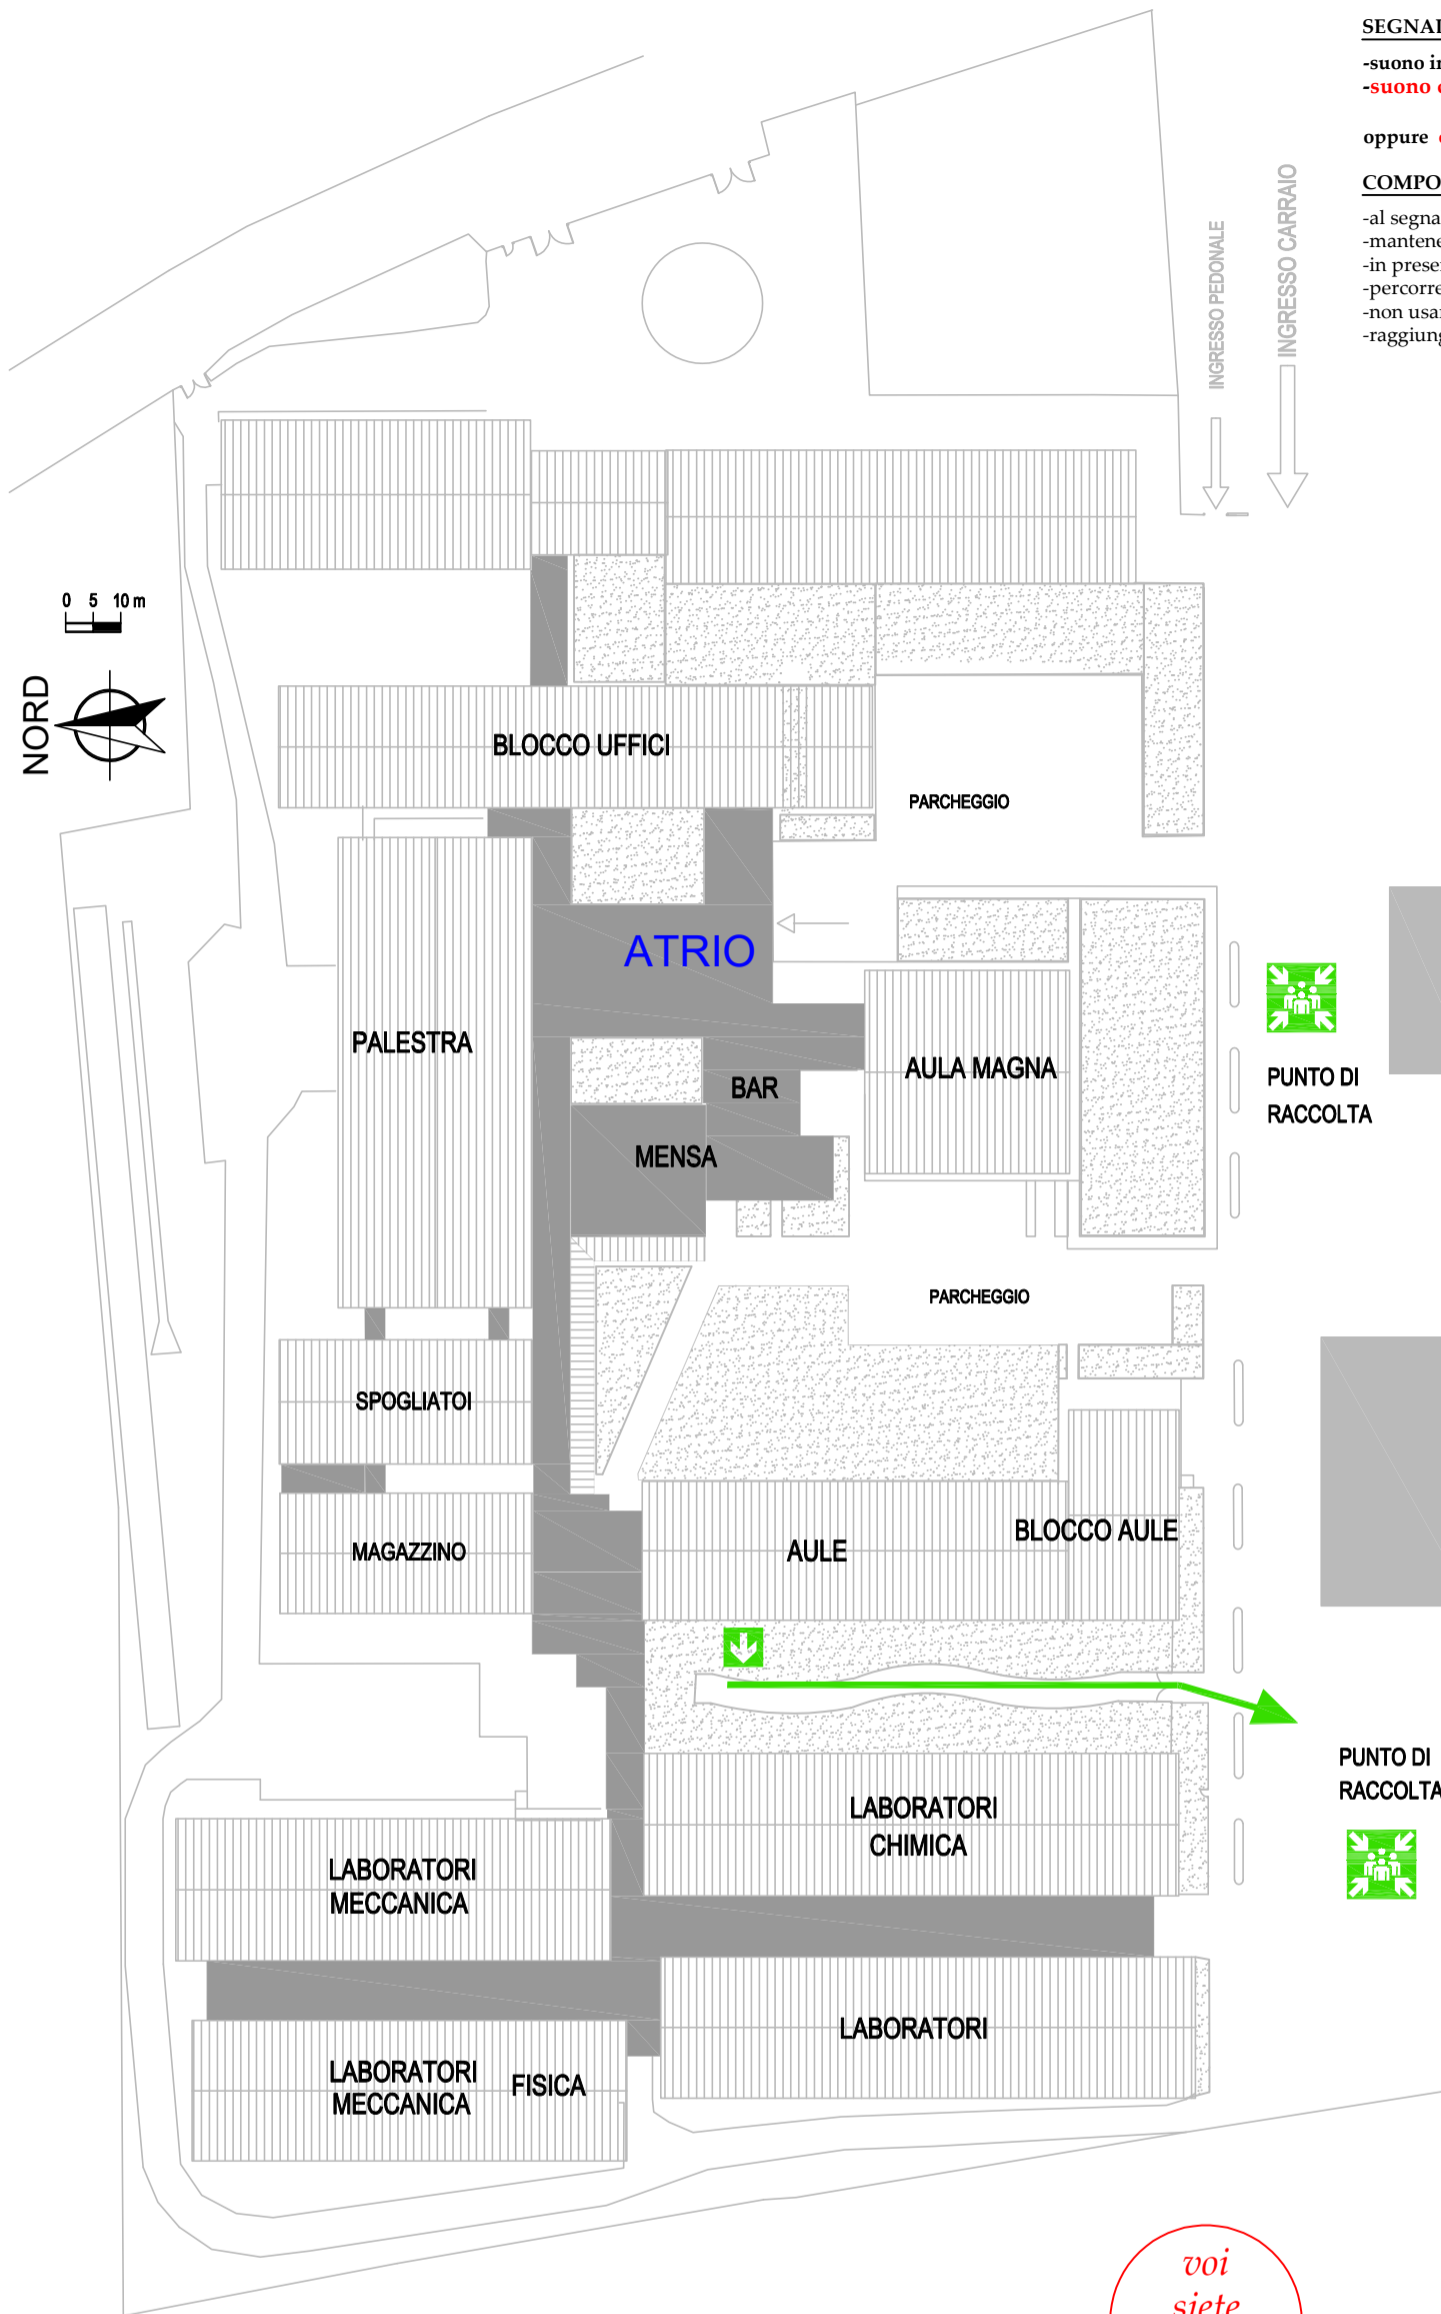 SEGNAL
-suono in
-suono
oppure
COMPO
-al segna
-mantene
-in prese
-percorre
-non usar
-raggiung
INGRESSO PEDONALE
INGRESSO CARRAIO
0 5 10 m
NORD
BLOCCO UFFICI
PARCHEGGIO
ATRIO
PALESTRA
BAR
AULA MAGNA
MENSA
PUNTO DI
RACCOLTA
PARCHEGGIO
SPOGLIATOI
MAGAZZINO
AULE
BLOCCO AULE
PUNTO DI
RACCOLTA
LABORATORI
CHIMICA
LABORATORI
MECCANICA
LABORATORI
LABORATORI
MECCANICA
FISICA
voi
siete